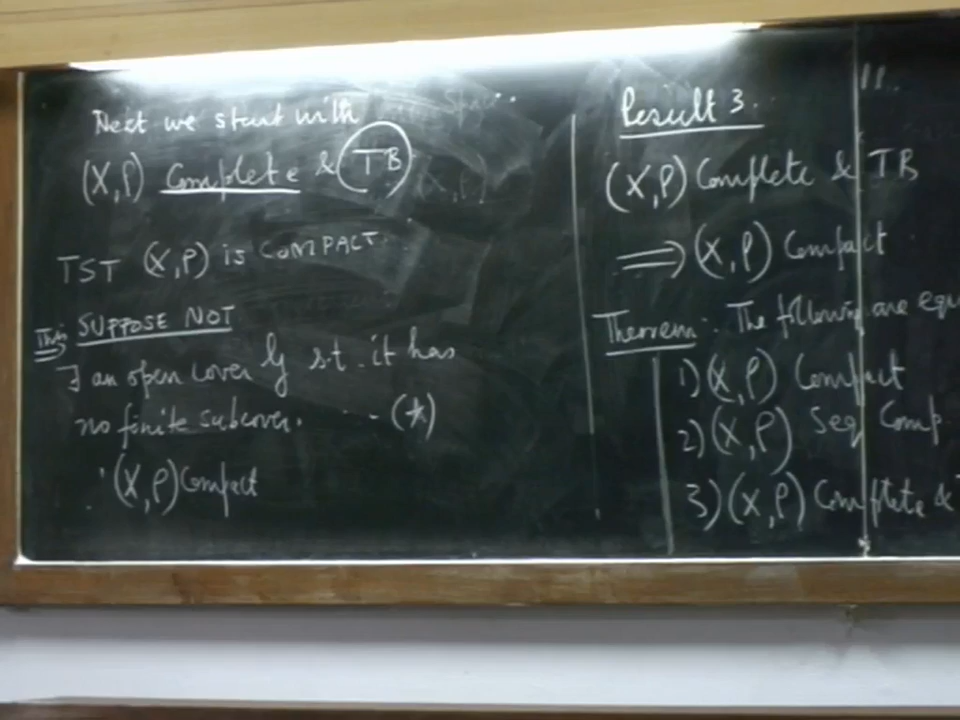 Next we start with
(X,ρ) Complete & TB
TST (X,ρ) is COMPACT.
SUPPOSE NOT
∃ an open cover G s.t. it has
no finite subcover. --- (*)
∴ (X,ρ) Compact
Result 3.
(X,ρ) Complete & TB
⟹ (X,ρ) Compact
Theorem: The following are equ
1) (X,ρ) Compact
2) (X,ρ) Seq Comp.
3) (X,ρ) Complete &